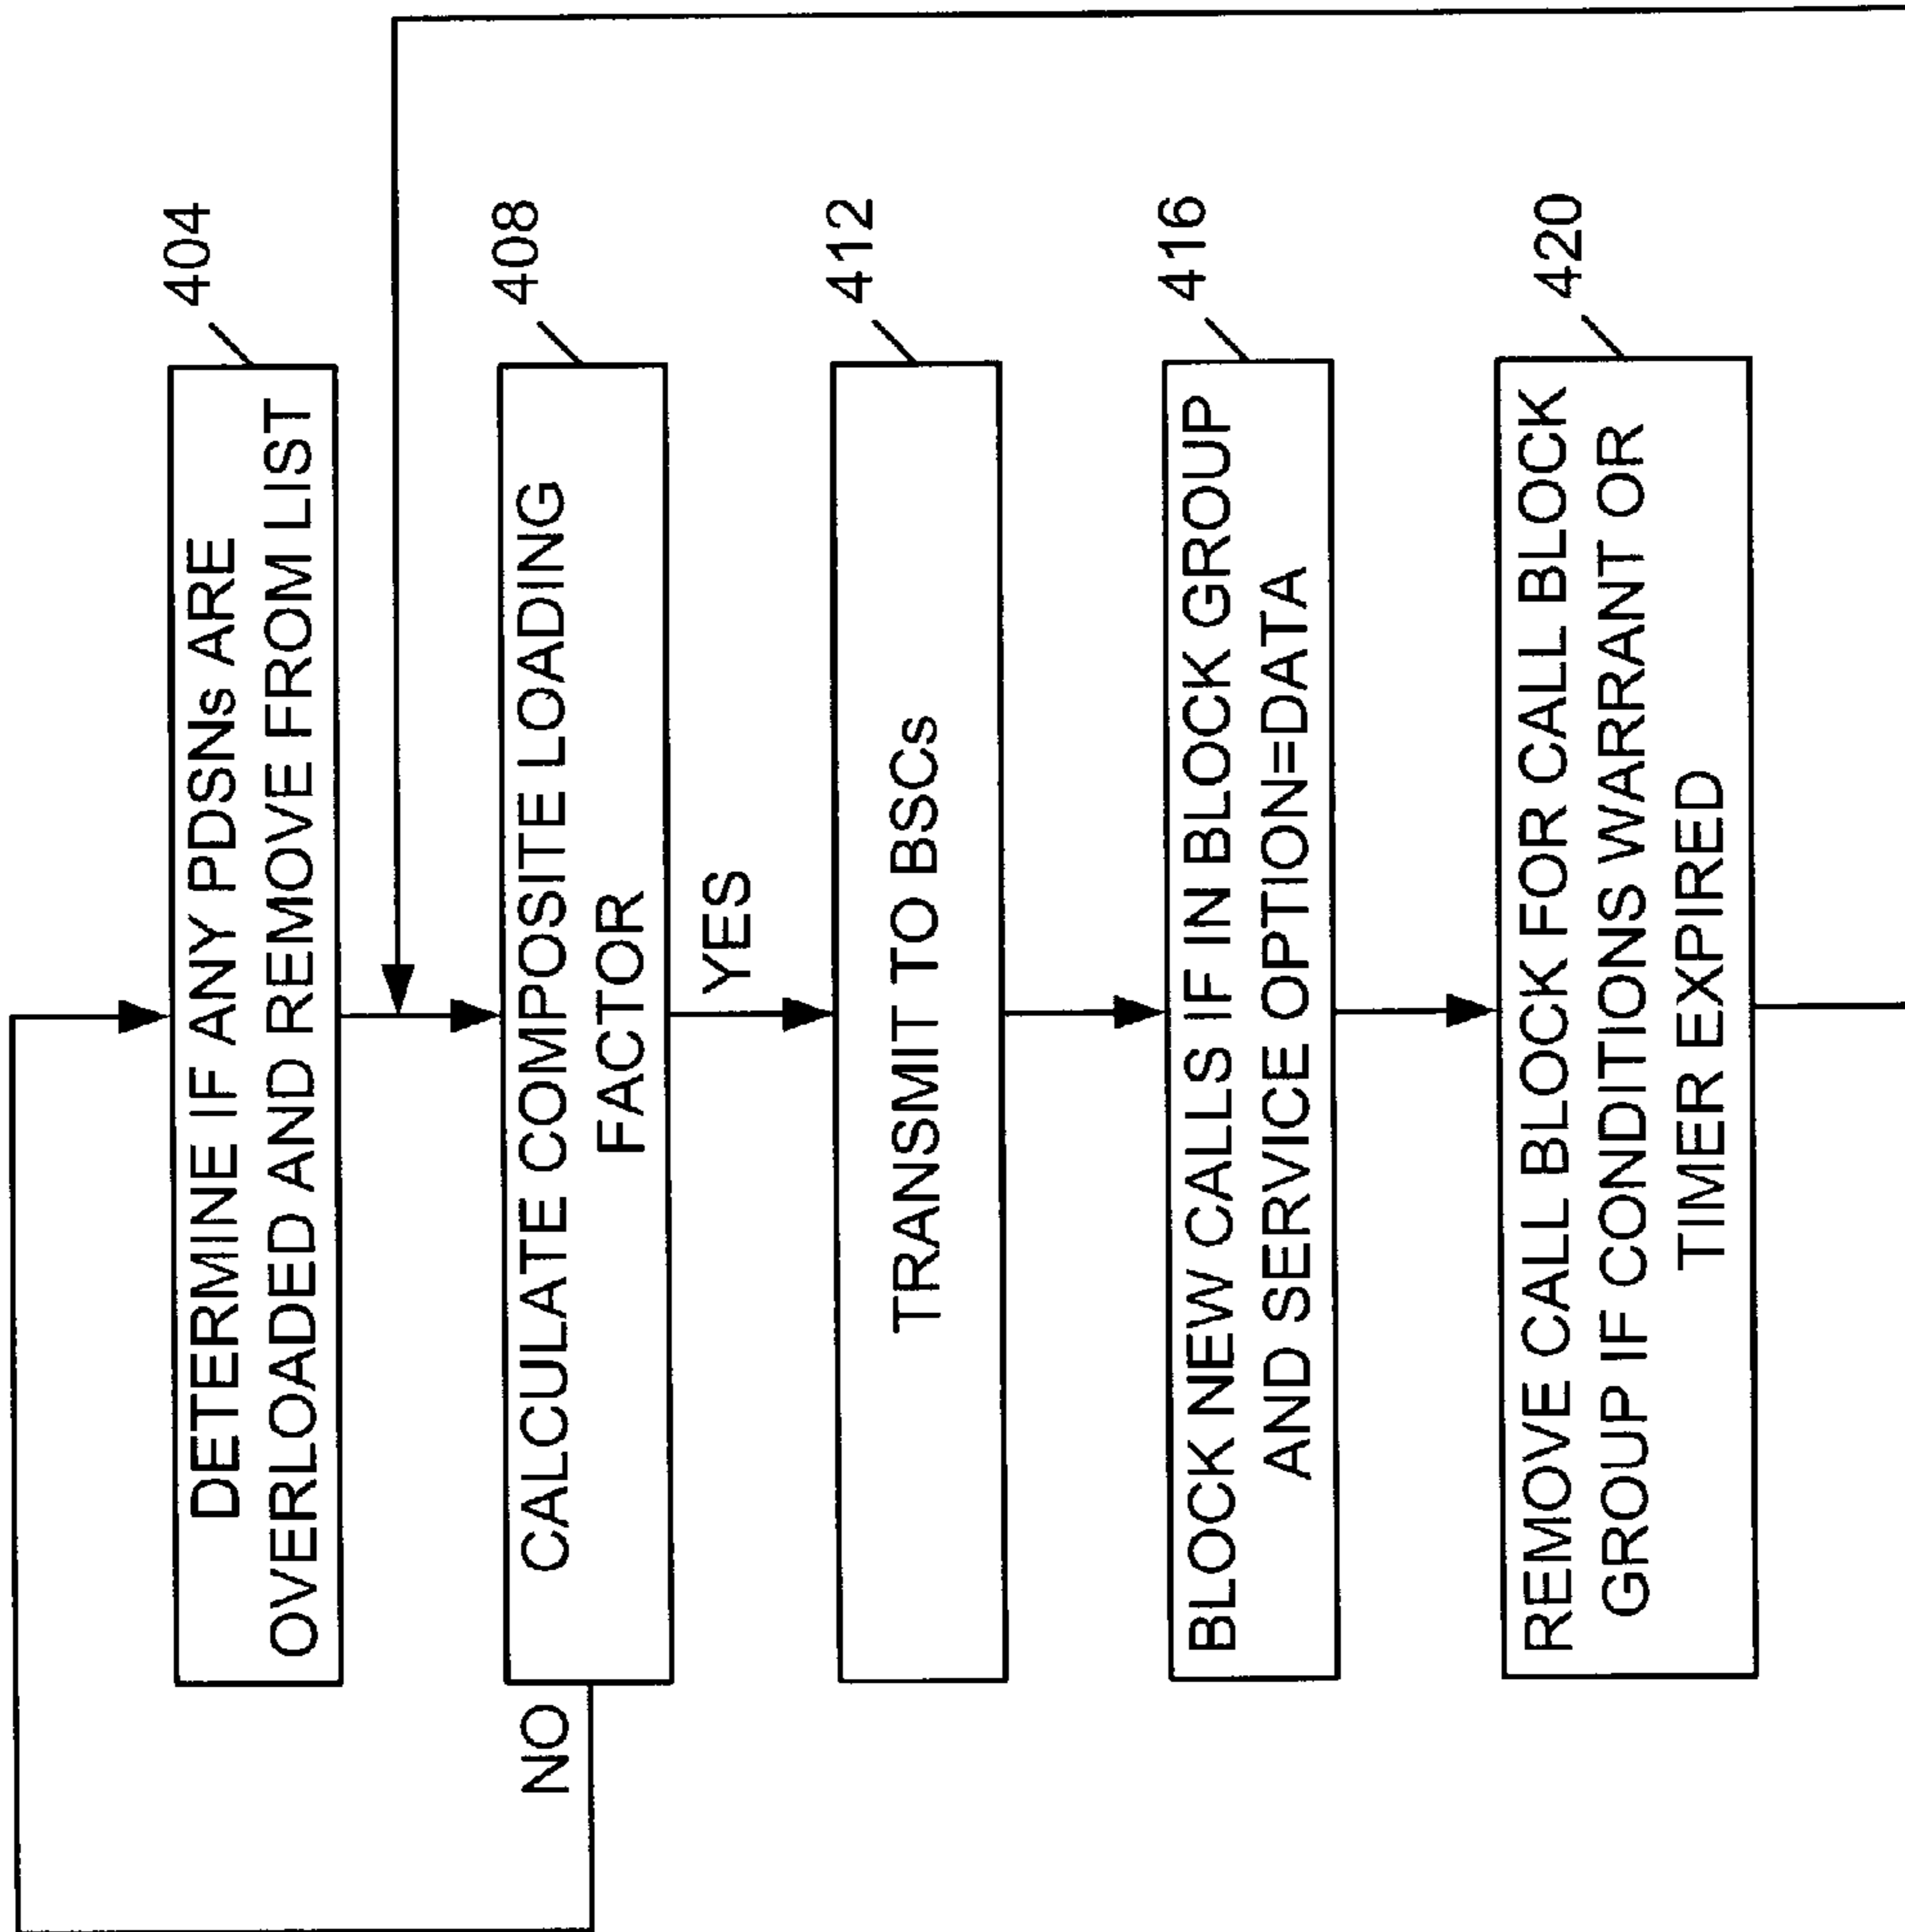 404
DETERMINE IF ANY PDSNs ARE
OVERLOADED AND REMOVE FROM LIST
408
CALCULATE COMPOSITE LOADING
FACTOR
NO
YES
412
TRANSMIT TO BSCs
416
BLOCK NEW CALLS IF IN BLOCK GROUP
AND SERVICE OPTION=DATA
420
REMOVE CALL BLOCK FOR CALL BLOCK
GROUP IF CONDITIONS WARRANT OR
TIMER EXPIRED